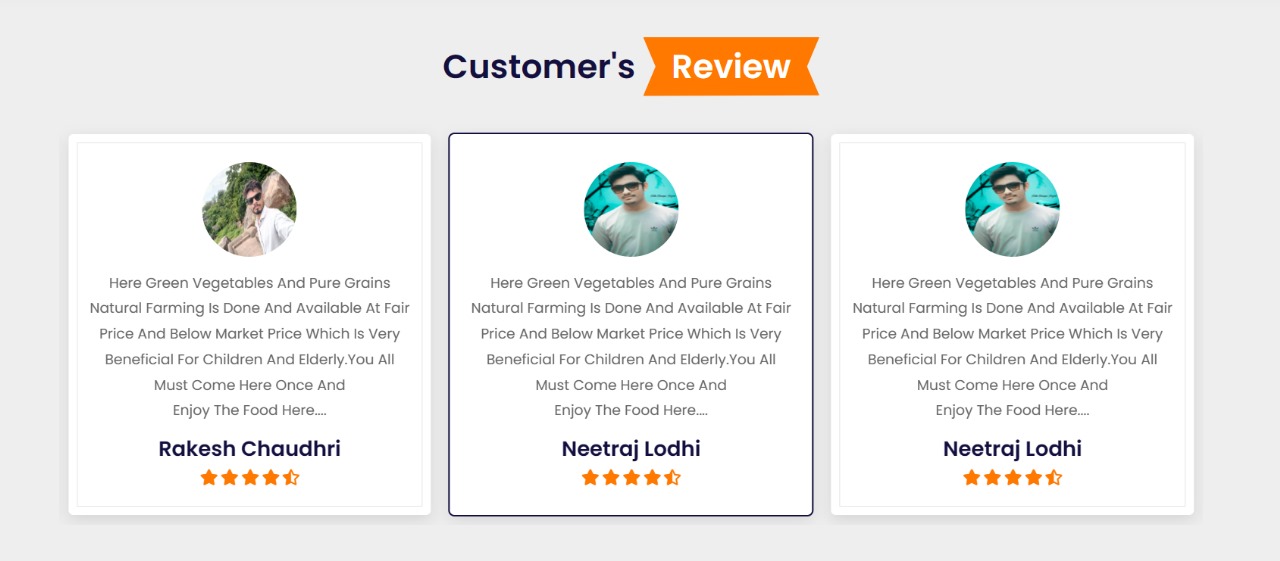 Customer's Review
Here Green Vegetables And Pure Grains
Natural Farming Is Done And Available At Fair
Price And Below Market Price Which Is Very
Beneficial For Children And Elderly.You All
Must Come Here Once And
Enjoy The Food Here....
Rakesh Chaudhri
Here Green Vegetables And Pure Grains
Natural Farming Is Done And Available At Fair
Price And Below Market Price Which Is Very
Beneficial For Children And Elderly.You All
Must Come Here Once And
Enjoy The Food Here....
Neetraj Lodhi
Here Green Vegetables And Pure Grains
Natural Farming Is Done And Available At Fair
Price And Below Market Price Which Is Very
Beneficial For Children And Elderly.You All
Must Come Here Once And
Enjoy The Food Here....
Neetraj Lodhi